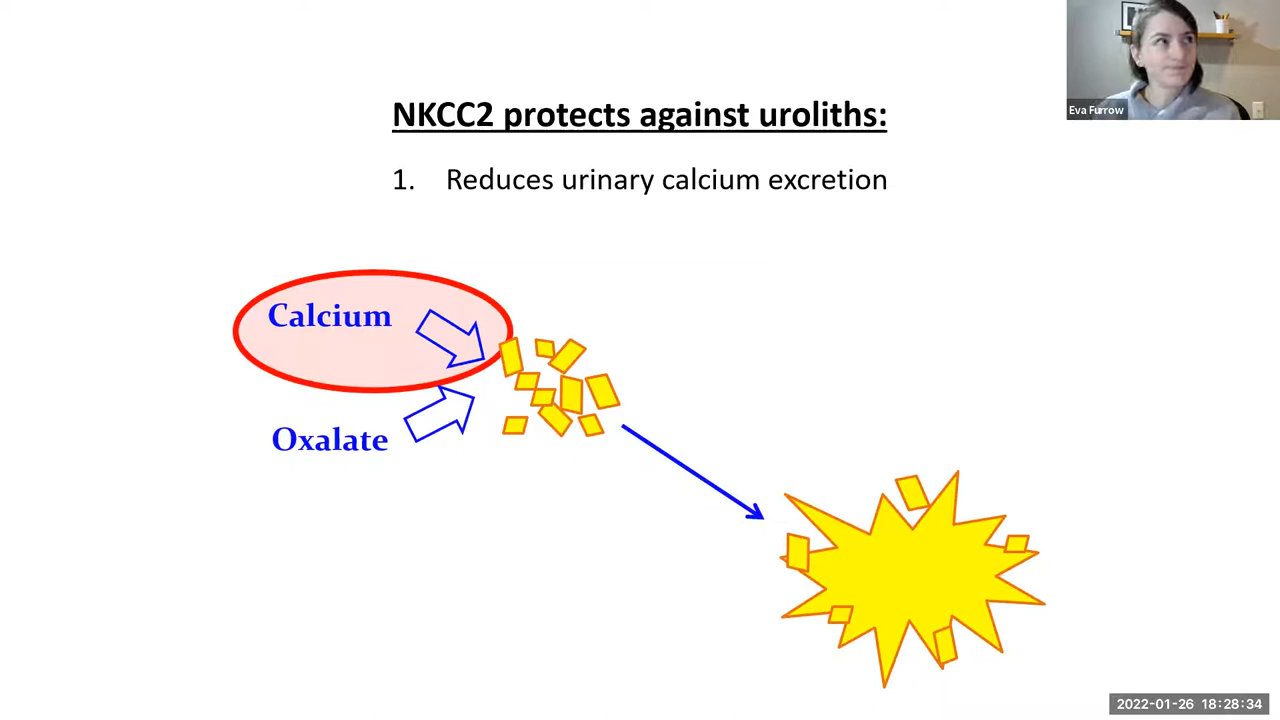 Eva Furrow
NKCC2 protects against uroliths:
1. Reduces urinary calcium excretion
Calcium
Oxalate
2022-01-26 18:28:34